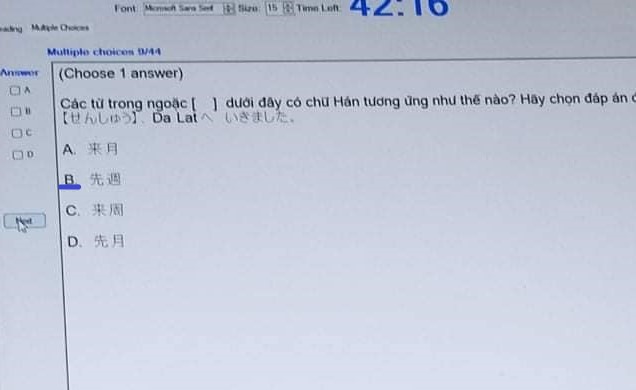 Font: Microsoft Sans Serif Size: 15 Time Left: 42:16
eading Multiple Choices
Multiple choices 9/44
Answer
(Choose 1 answer)
A
B
C
D
Các từ trong ngoặc [ ] dưới đây có chữ Hán tương ứng như thế nào? Hãy chọn đáp án
【せんしゅう】、Da Lat へ いきました。
A. 来月
B. 先週
C. 来周
D. 先月
Next